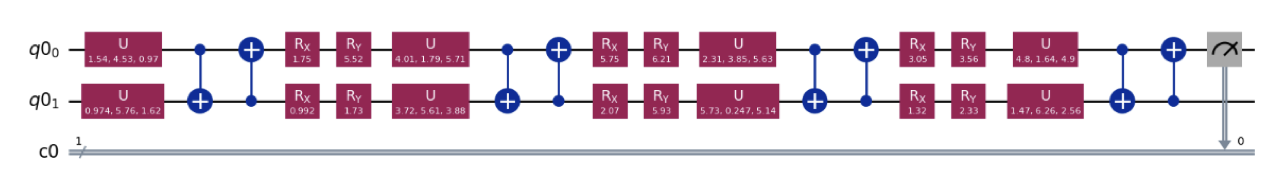 q0₀ U R_X R_Y U R_X R_Y U R_X R_Y U
1.54, 4.53, 0.97 1.75 5.52 4.01, 1.79, 5.71 5.75 6.21 2.31, 3.85, 5.63 3.05 3.56 4.8, 1.64, 4.9
q0₁ U R_X R_Y U R_X R_Y U R_X R_Y U
0.974, 5.76, 1.62 0.992 1.73 3.72, 5.61, 3.88 2.07 5.93 5.73, 0.247, 5.14 1.32 2.33 1.47, 6.26, 2.56
1 0
c0